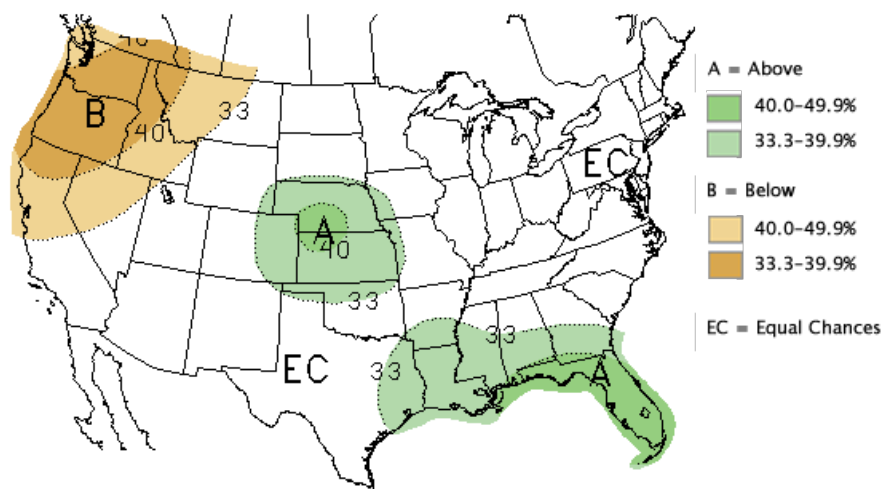 40
B
40
33
EC
A
40
33
33
EC
33
A
A = Above
40.0–49.9%
33.3–39.9%
B = Below
40.0–49.9%
33.3–39.9%
EC = Equal Chances